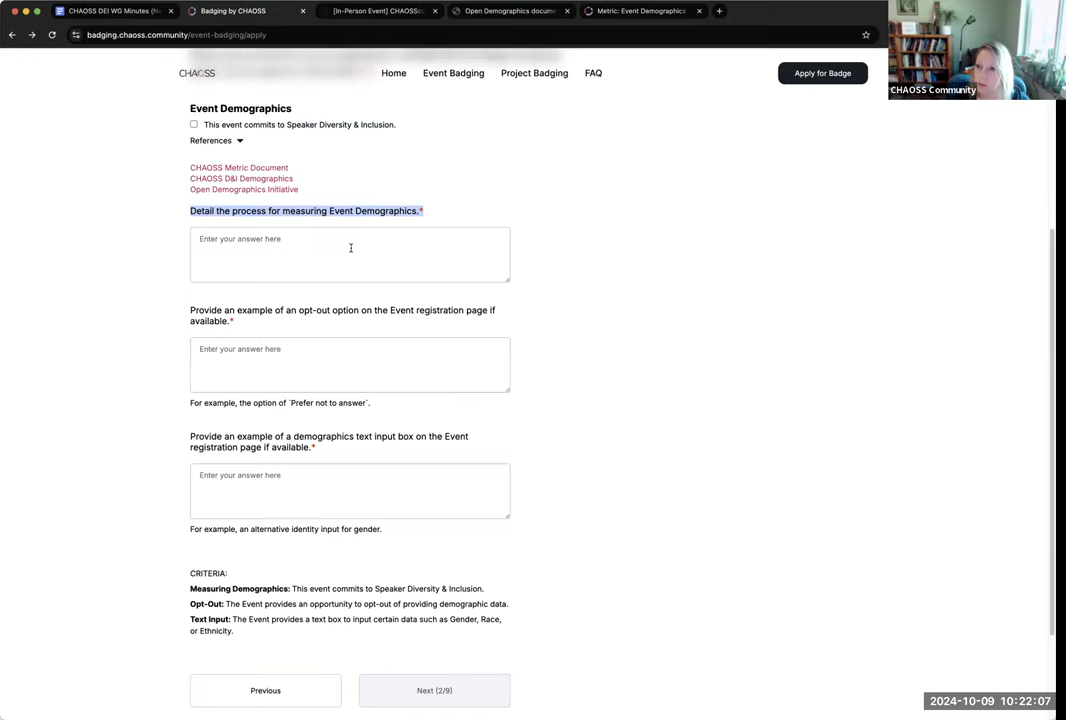 CHAOSS DEI WG Minutes (Ne
Badging by CHAOSS
[In-Person Event] CHAOSSco
Open Demographics docume
Metric: Event Demographics
badging.chaoss.community/event-badging/apply
CHAOSS
Home
Event Badging
Project Badging
FAQ
Apply for Badge
CHAOSS Community
Event Demographics
This event commits to Speaker Diversity & Inclusion.
References
CHAOSS Metric Document
CHAOSS D&I Demographics
Open Demographics Initiative
Detail the process for measuring Event Demographics.*
Enter your answer here
Provide an example of an opt-out option on the Event registration page if
available.*
Enter your answer here
For example, the option of `Prefer not to answer`.
Provide an example of a demographics text input box on the Event
registration page if available.*
Enter your answer here
For example, an alternative identity input for gender.
CRITERIA:
Measuring Demographics: This event commits to Speaker Diversity & Inclusion.
Opt-Out: The Event provides an opportunity to opt-out of providing demographic data.
Text Input: The Event provides a text box to input certain data such as Gender, Race,
or Ethnicity.
Previous
Next (2/9)
2024-10-09 10:22:07